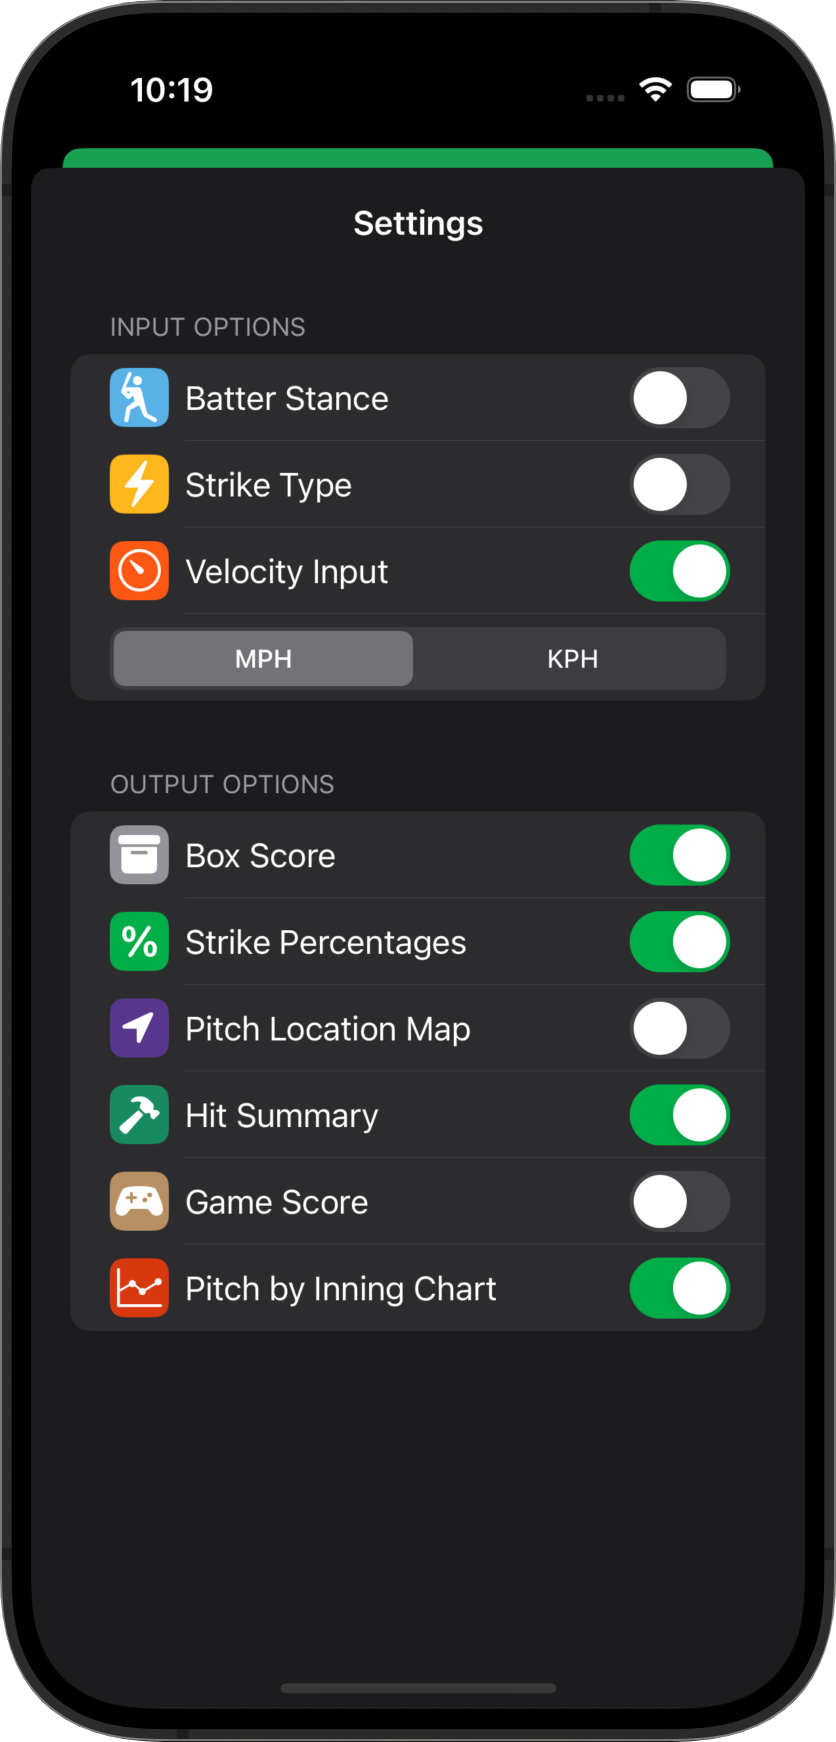 10:19
Settings
INPUT OPTIONS
Batter Stance
Strike Type
Velocity Input
MPH KPH
OUTPUT OPTIONS
Box Score
% Strike Percentages
Pitch Location Map
Hit Summary
Game Score
Pitch by Inning Chart